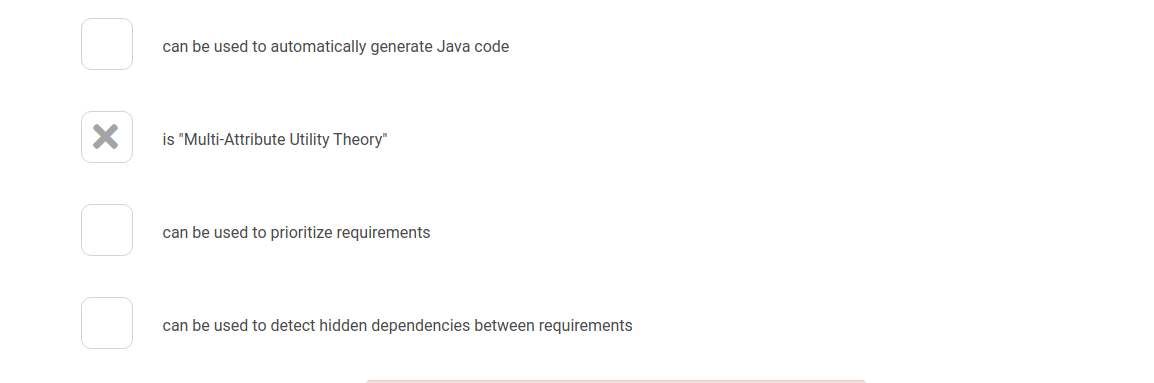 can be used to automatically generate Java code
is "Multi-Attribute Utility Theory"
can be used to prioritize requirements
can be used to detect hidden dependencies between requirements